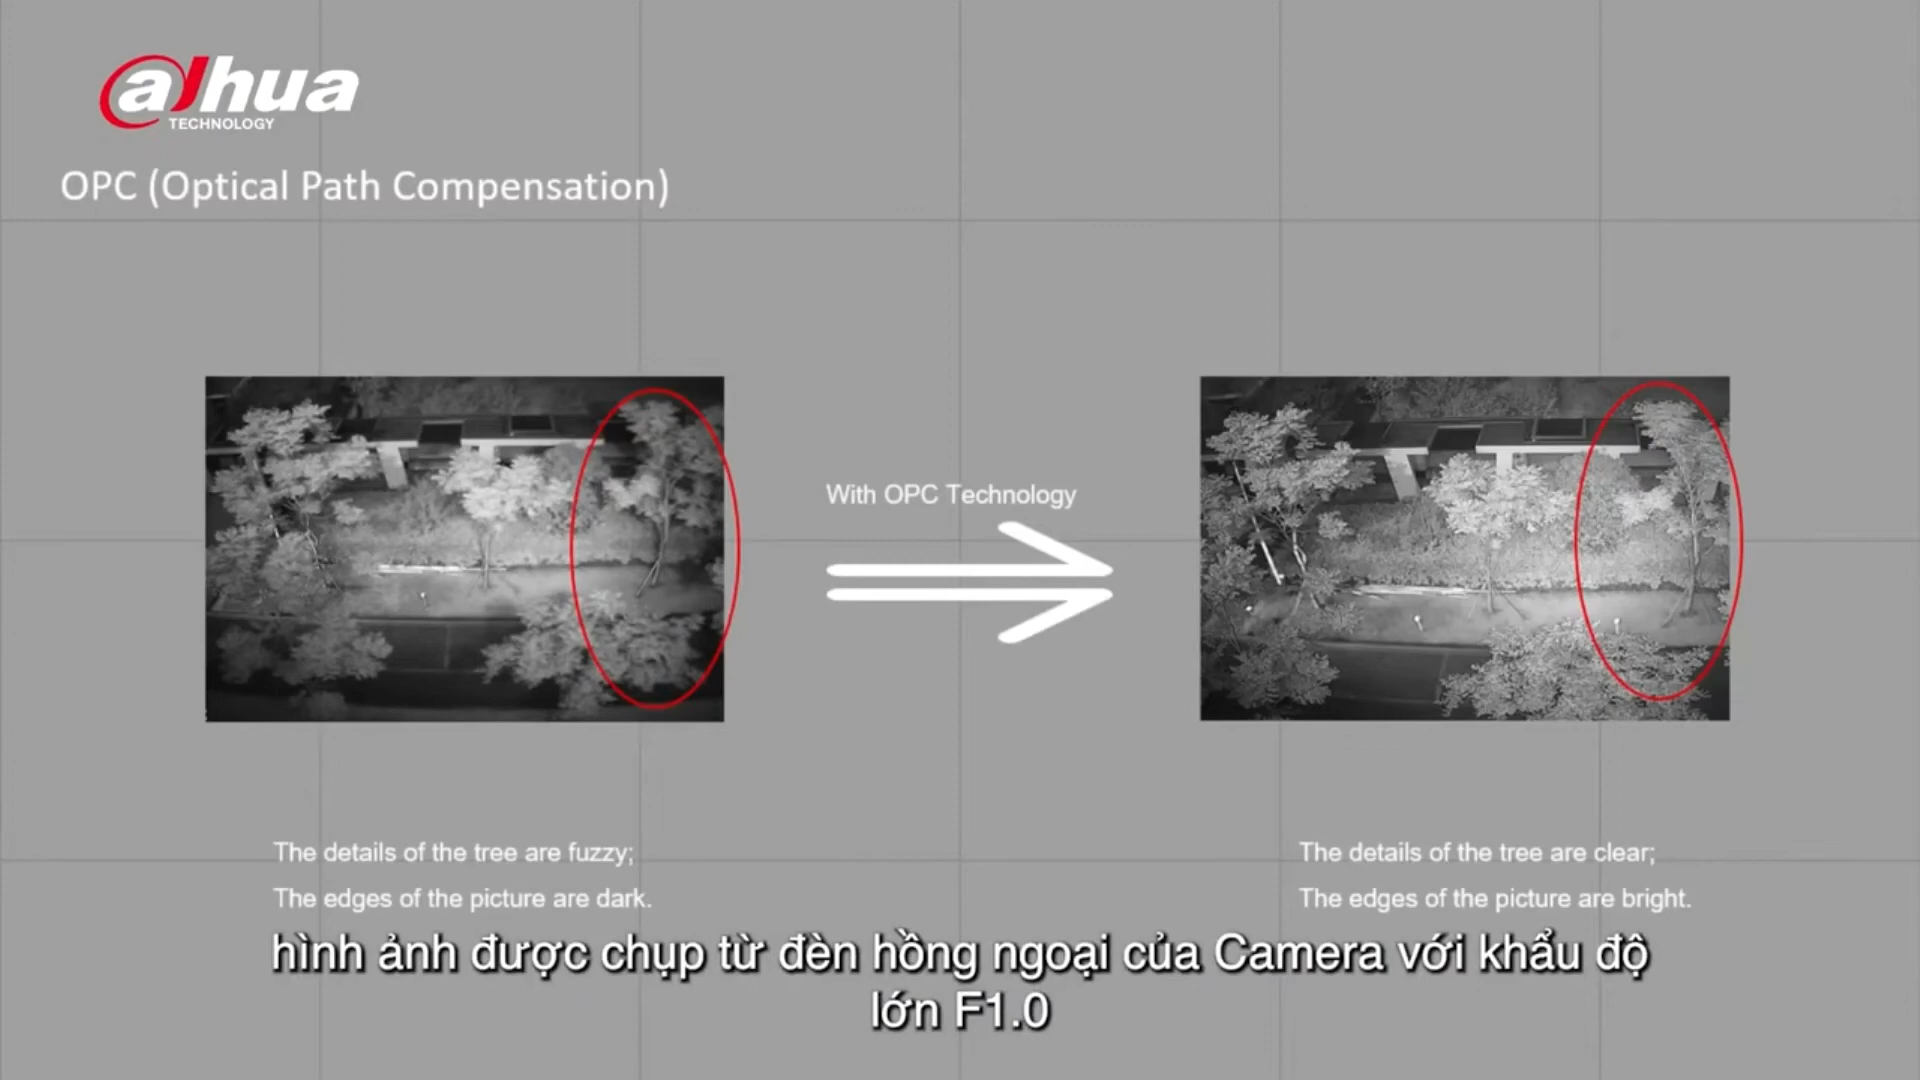 alhua
TECHNOLOGY
OPC (Optical Path Compensation)
With OPC Technology
The details of the tree are fuzzy;
The edges of the picture are dark.
The details of the tree are clear;
The edges of the picture are bright.
hình ảnh được chụp từ đèn hồng ngoại của Camera với khẩu độ
lớn F1.0